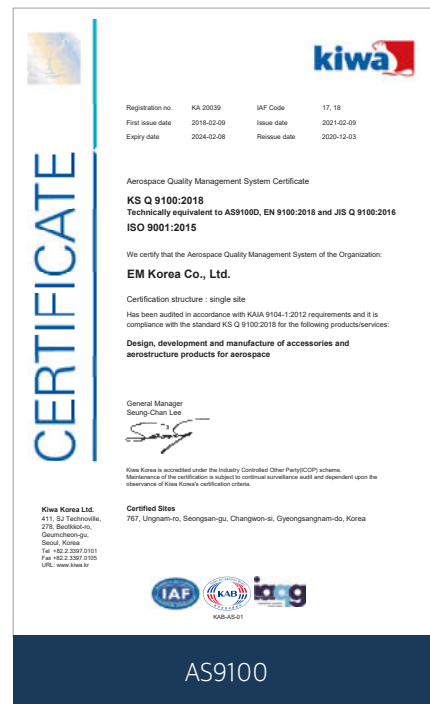 kiwa
CERTIFICATE
Registration no. KA 20039 IAF Code 17, 18
First issue date 2018-02-09 Issue date 2021-02-09
Expiry date 2024-02-08 Reissue date 2020-12-03
Aerospace Quality Management System Certificate
KS Q 9100:2018
Technically equivalent to AS9100D, EN 9100:2018 and JIS Q 9100:2016
ISO 9001:2015
We certify that the Aerospace Quality Management System of the Organization:
EM Korea Co., Ltd.
Certification structure : single site
Has been audited in accordance with KAIA 9104-1:2012 requirements and it is
compliance with the standard KS Q 9100:2018 for the following products/services:
Design, development and manufacture of accessories and
aerostructure products for aerospace
General Manager
Seung-Chan Lee
Kiwa Korea is accredited under the Industry Controlled Other Party(ICOP) scheme.
Maintenance of the certification is subject to continual surveillance audit and dependent upon the
observance of Kiwa Korea's certification criteria.
Kiwa Korea Ltd.
411, SJ Technoville,
278, Beotkkot-ro,
Geumcheon-gu,
Seoul, Korea
Tel +82.2.3397.0101
Fax +82.2.3397.0105
URL: www.kiwa.kr
Certified Sites
767, Ungnam-ro, Seongsan-gu, Changwon-si, Gyeongsangnam-do, Korea
IAF
KAB
iaqg
KAB-AS-01
AS9100